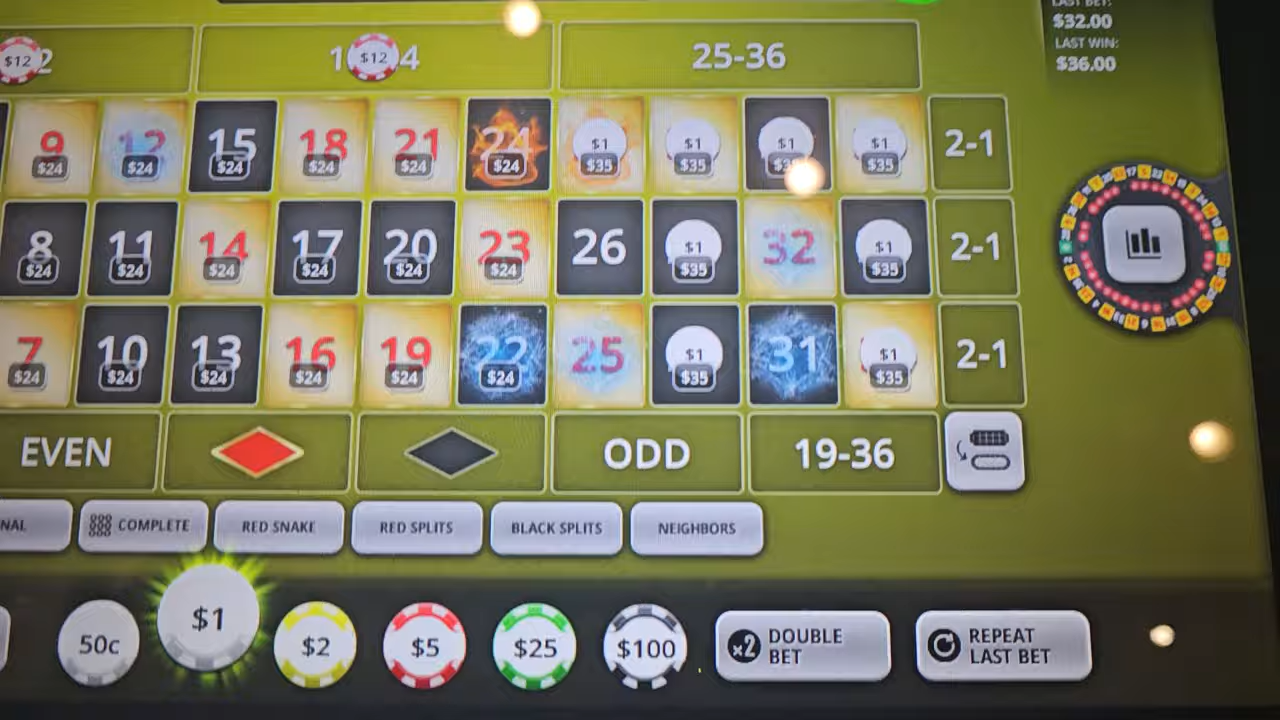 LAST BET:
$32.00
LAST WIN:
$36.00
$12 2
1 $12 4
25-36
9 $24
12 $24
15 $24
18 $24
21 $24
24 $24
$1 $35
$1 $35
$1
$1 $35
2-1
8 $24
11 $24
14 $24
17 $24
20 $24
23 $24
26
$1 $35
32
$1 $35
2-1
7 $24
10 $24
13 $24
16 $24
19 $24
22 $24
25
$1 $35
31
$1 $35
2-1
EVEN
ODD
19-36
NAL
COMPLETE
RED SNAKE
RED SPLITS
BLACK SPLITS
NEIGHBORS
50c
$1
$2
$5
$25
$100
x2 DOUBLE
BET
REPEAT
LAST BET